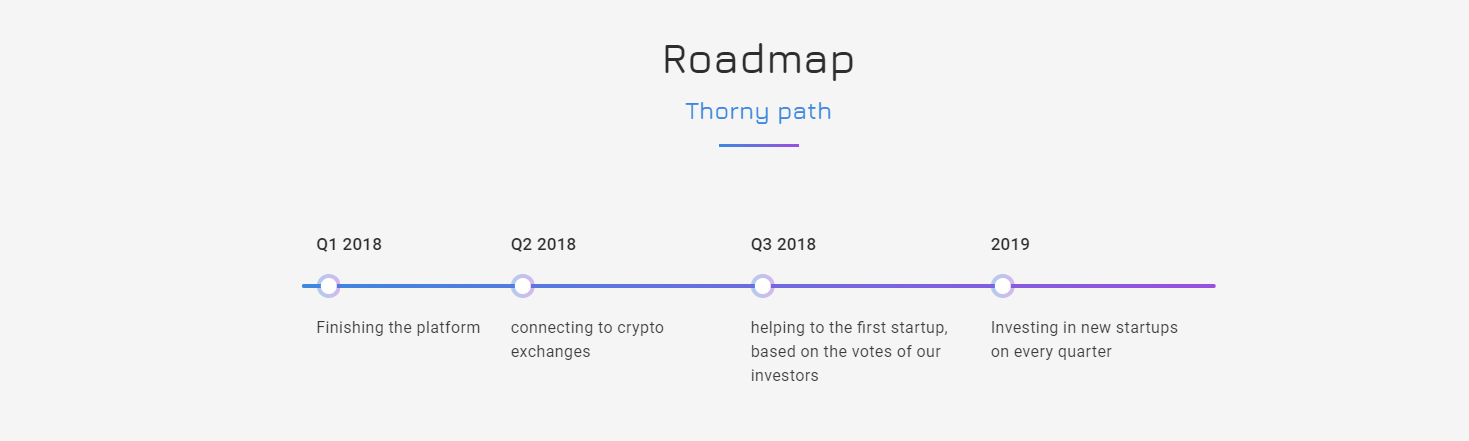 Roadmap
Thorny path
Q1 2018
Finishing the platform
Q2 2018
connecting to crypto
exchanges
Q3 2018
helping to the first startup,
based on the votes of our
investors
2019
Investing in new startups
on every quarter